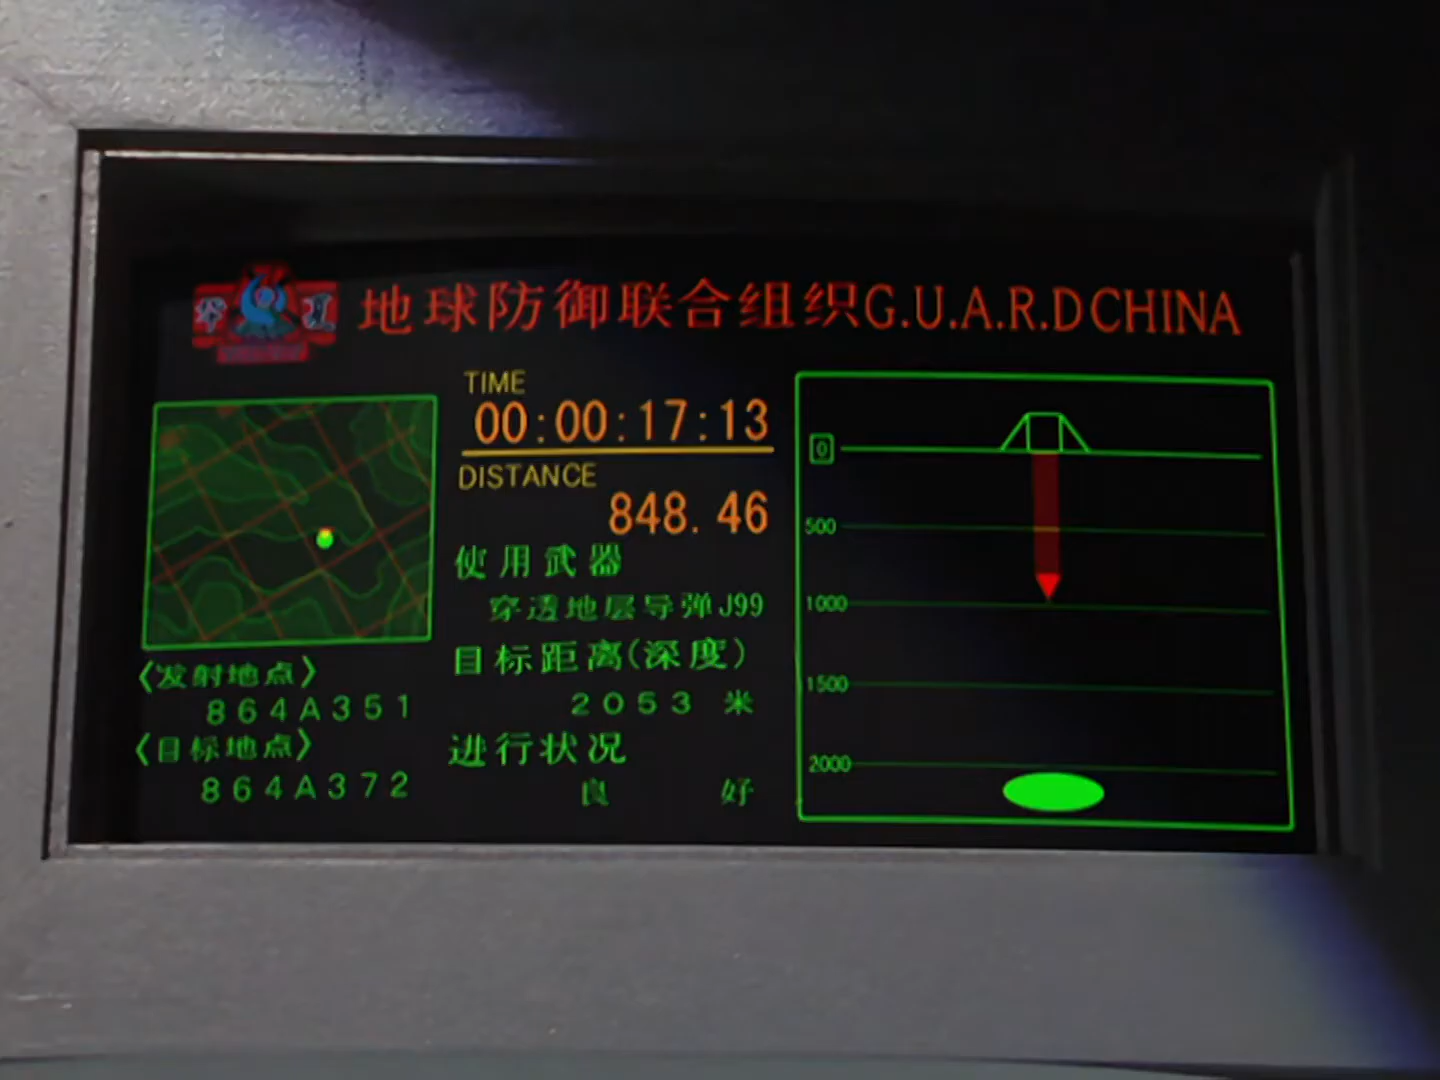 华夏
地球防御联合组织G.U.A.R.D CHINA
TIME
00:00:17:13
DISTANCE
848.46
使用武器
穿透地层导弹J99
目标距离(深度)
2053 米
进行状况
良 好
〈发射地点〉
864A351
〈目标地点〉
864A372
0
500
1000
1500
2000